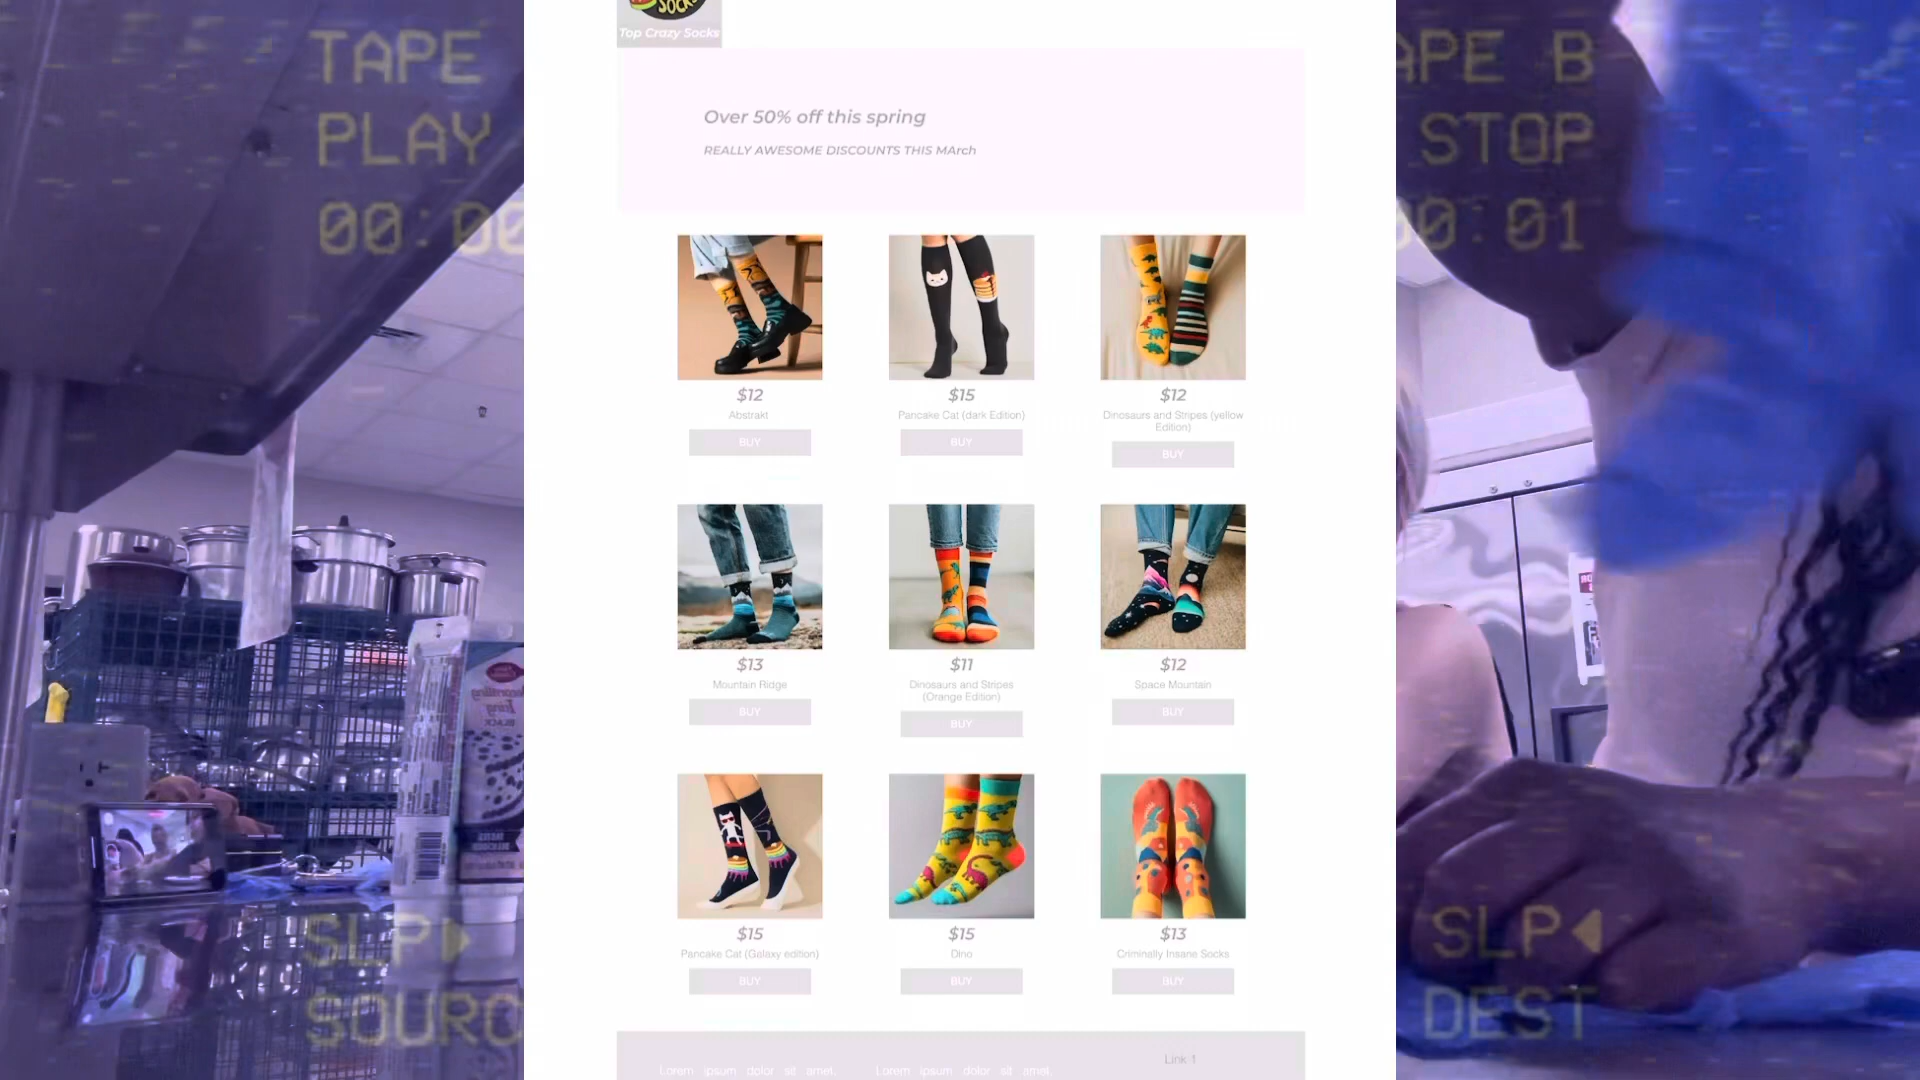 TAPE
PLAY
00:00
SLP
SOURC
SOCKS
Top Crazy Socks
Over 50% off this spring
REALLY AWESOME DISCOUNTS THIS MArch
$12
Abstrakt
BUY
$15
Pancake Cat (dark Edition)
BUY
$12
Dinosaurs and Stripes (yellow
Edition)
BUY
$13
Mountain Ridge
BUY
$11
Dinosaurs and Stripes
(Orange Edition)
BUY
$12
Space Mountain
BUY
$15
Pancake Cat (Galaxy edition)
BUY
$15
Dino
BUY
$13
Criminally Insane Socks
BUY
Lorem ipsum dolor sit amet,
Lorem ipsum dolor sit amet,
Link 1
APE B
STOP
00:01
SLP
DEST